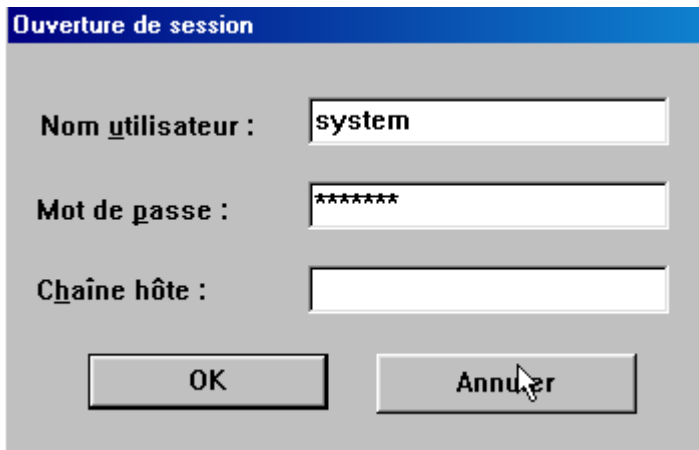 Ouverture de session
Nom utilisateur : system
Mot de passe : *******
Chaîne hôte :
OK Annuler